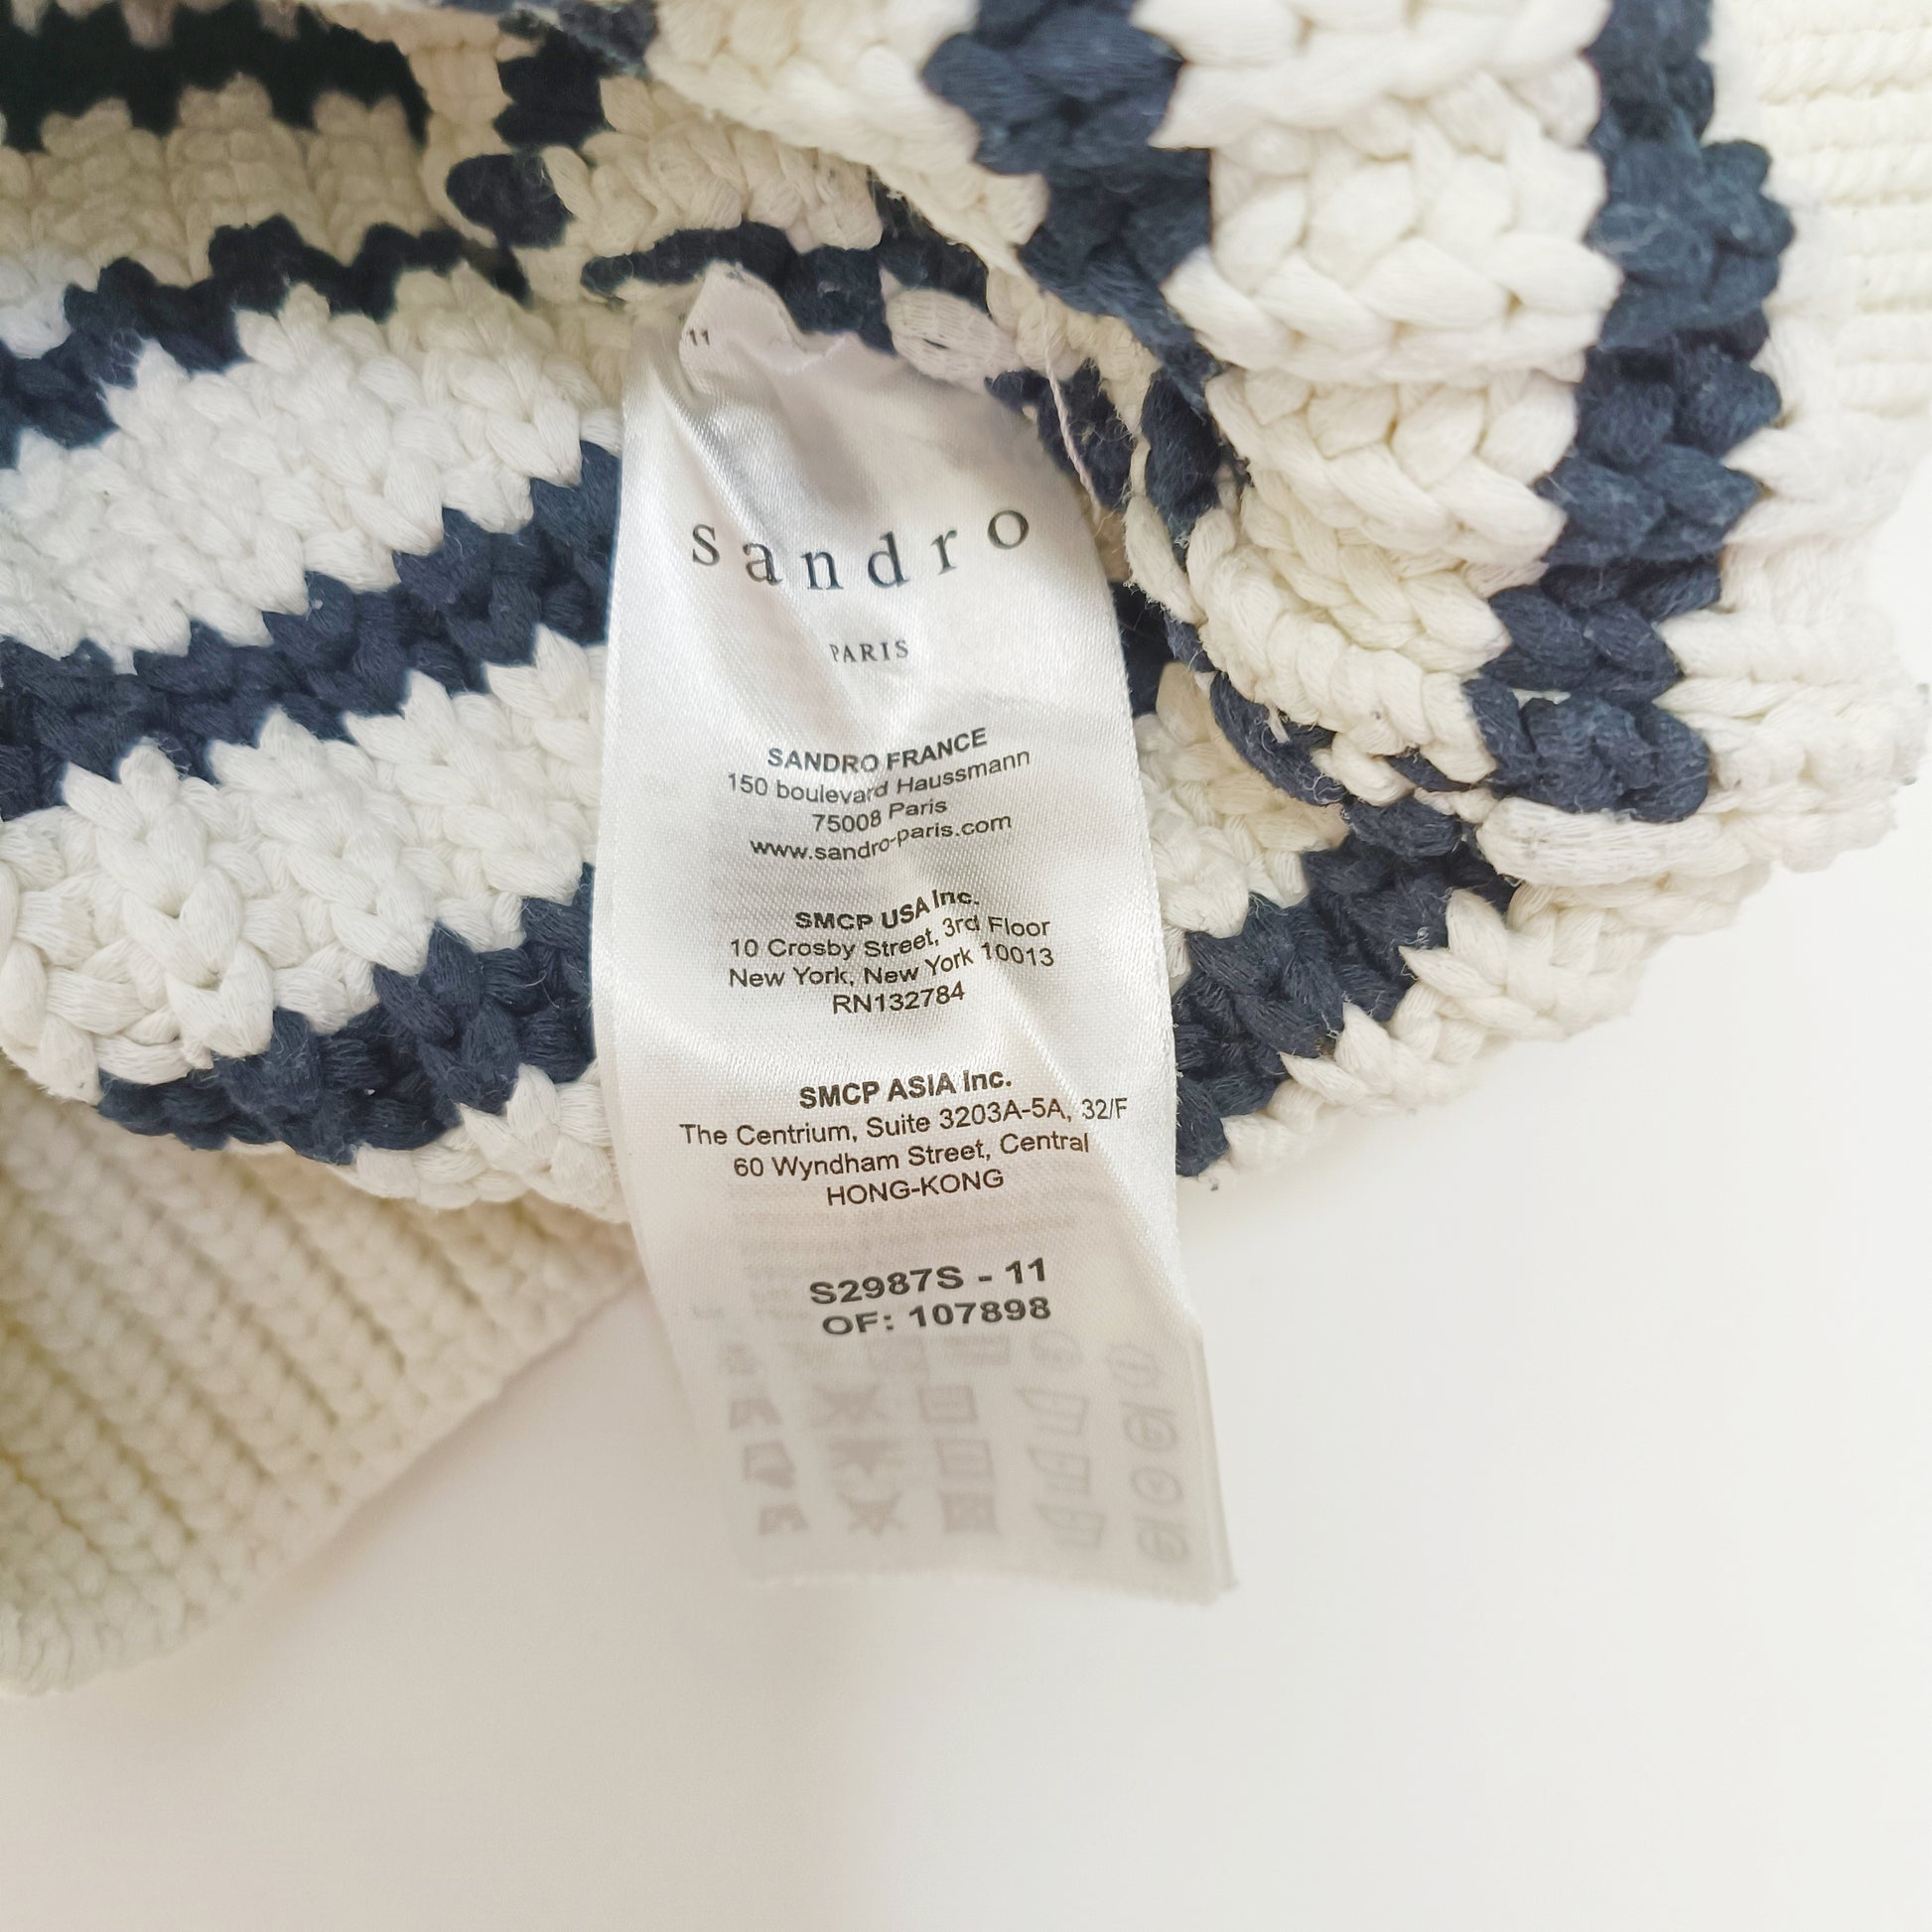 11
sandro
PARIS
SANDRO FRANCE
150 boulevard Haussmann
75008 Paris
www.sandro-paris.com
SMCP USA Inc.
10 Crosby Street, 3rd Floor
New York, New York 10013
RN132784
SMCP ASIA Inc.
The Centrium, Suite 3203A-5A, 32/F
60 Wyndham Street, Central
HONG-KONG
S2987S - 11
OF: 107898